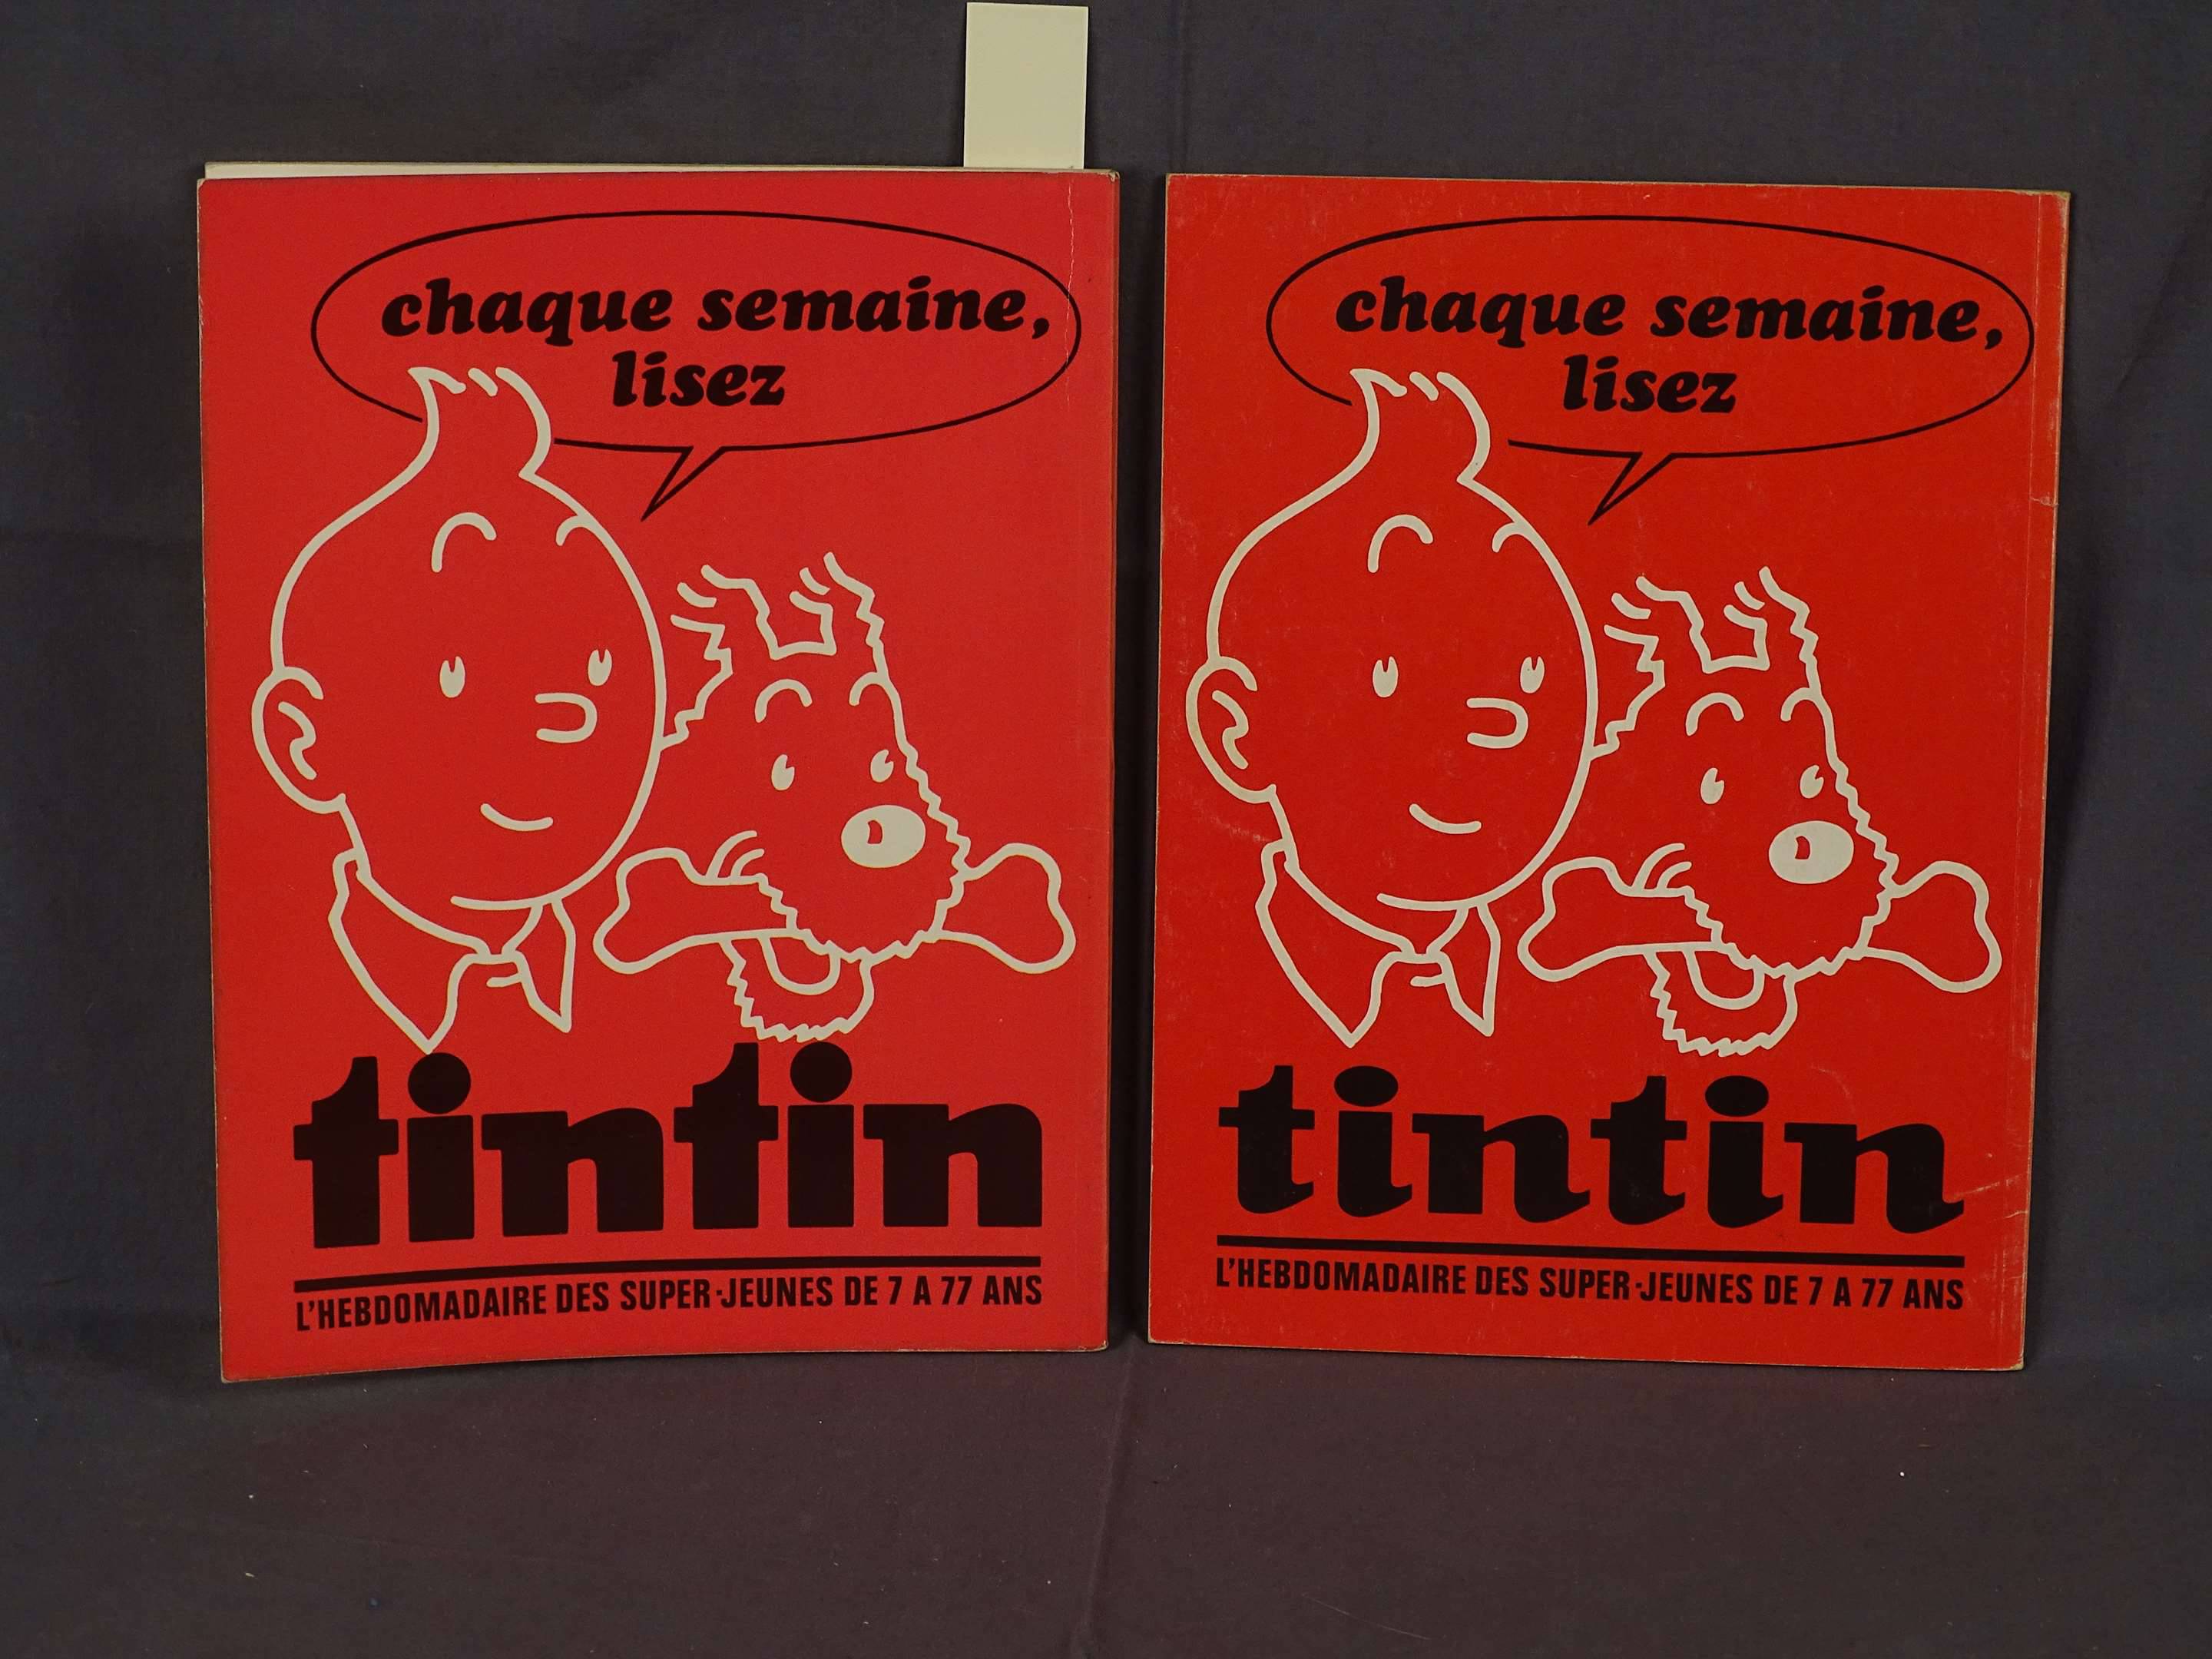 chaque semaine,
lisez
tintin
L'HEBDOMADAIRE DES SUPER-JEUNES DE 7 A 77 ANS
chaque semaine,
lisez
tintin
L'HEBDOMADAIRE DES SUPER-JEUNES DE 7 A 77 ANS